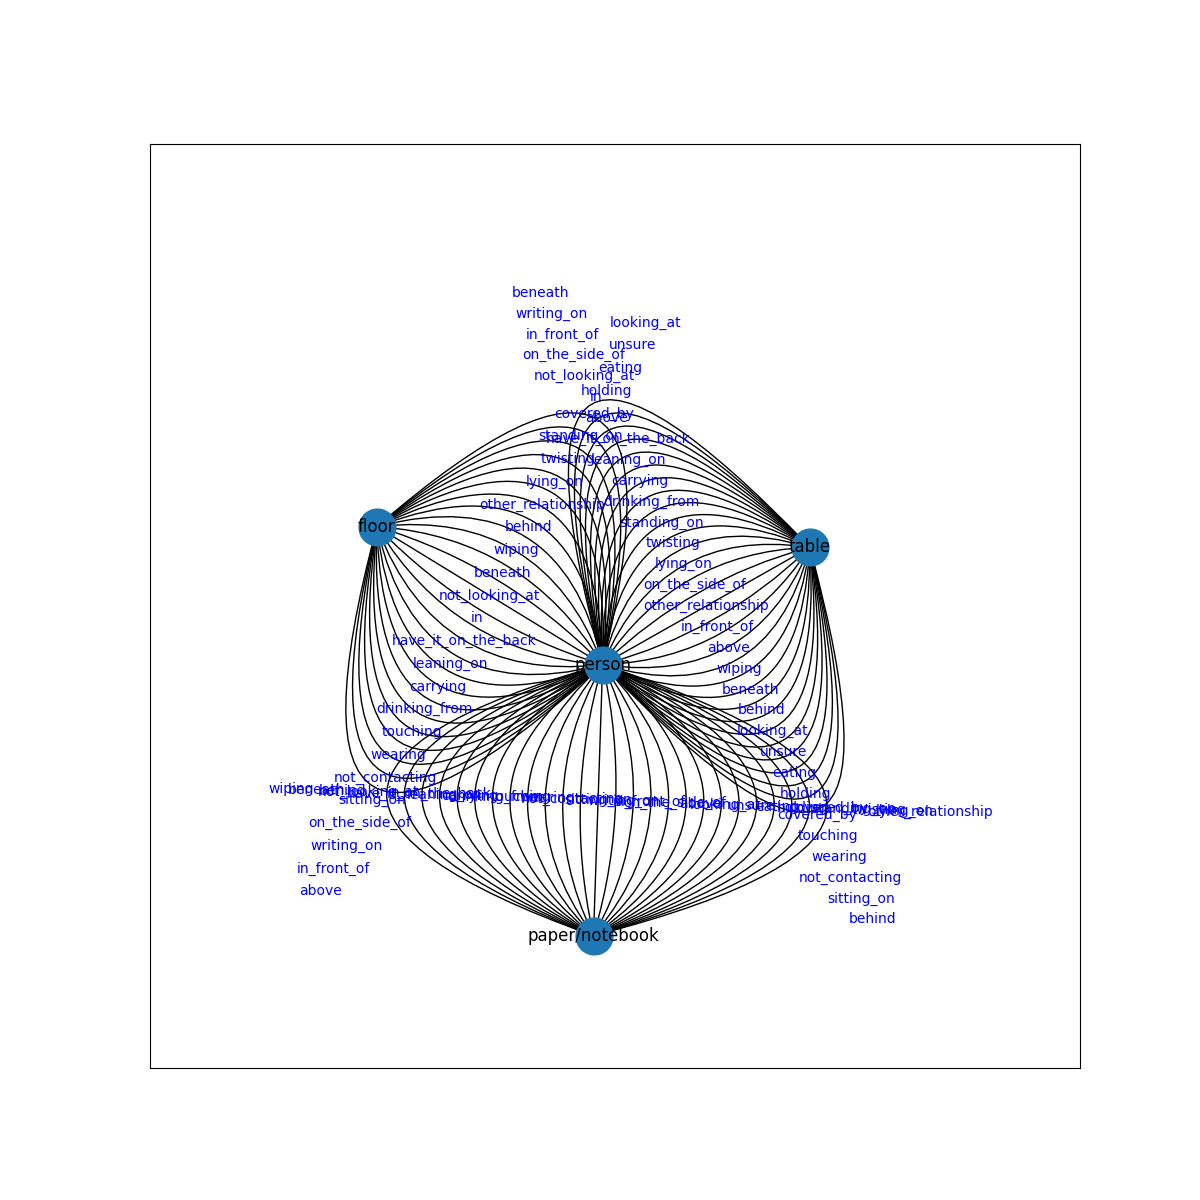 beneath
writing_on
looking_at
in_front_of
unsure
on_the_side_of
eating
not_looking_at
holding
in
covered_by
above
standing_on
have_it_on_the_back
twisting
leaning_on
lying_on
carrying
other_relationship
drinking_from
behind
standing_on
floor
wiping
twisting
table
beneath
lying_on
not_looking_at
on_the_side_of
in
other_relationship
have_it_on_the_back
in_front_of
leaning_on
above
person
carrying
wiping
drinking_from
beneath
touching
behind
wearing
looking_at
not_contacting
unsure
sitting_on
eating
on_the_side_of
holding
writing_on
covered_by
in_front_of
touching
above
wearing
not_contacting
sitting_on
behind
paper/notebook